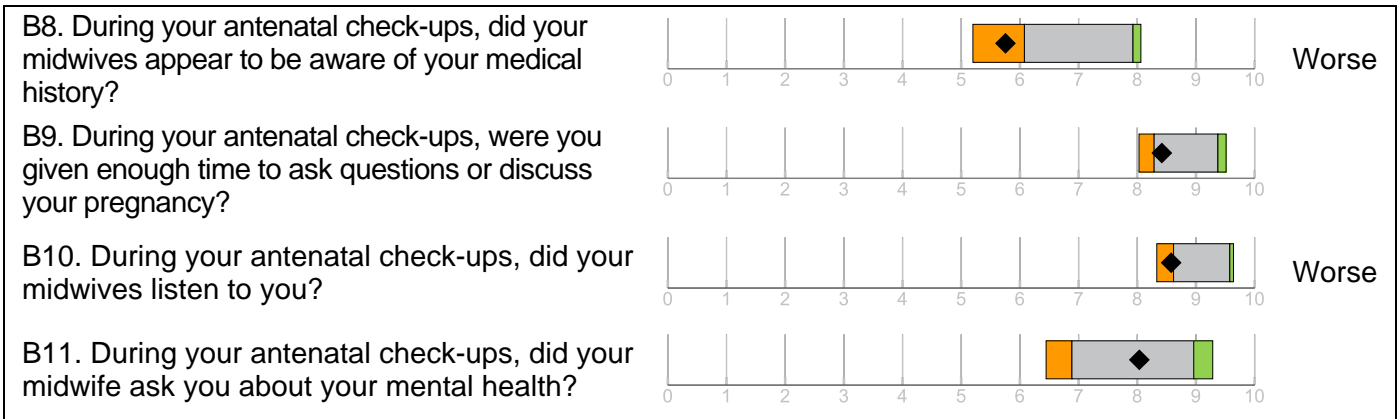 B8. During your antenatal check-ups, did your
midwives appear to be aware of your medical
history?
0 1 2 3 4 5 6 7 8 9 10
Worse
B9. During your antenatal check-ups, were you
given enough time to ask questions or discuss
your pregnancy?
0 1 2 3 4 5 6 7 8 9 10
B10. During your antenatal check-ups, did your
midwives listen to you?
0 1 2 3 4 5 6 7 8 9 10
Worse
B11. During your antenatal check-ups, did your
midwife ask you about your mental health?
0 1 2 3 4 5 6 7 8 9 10